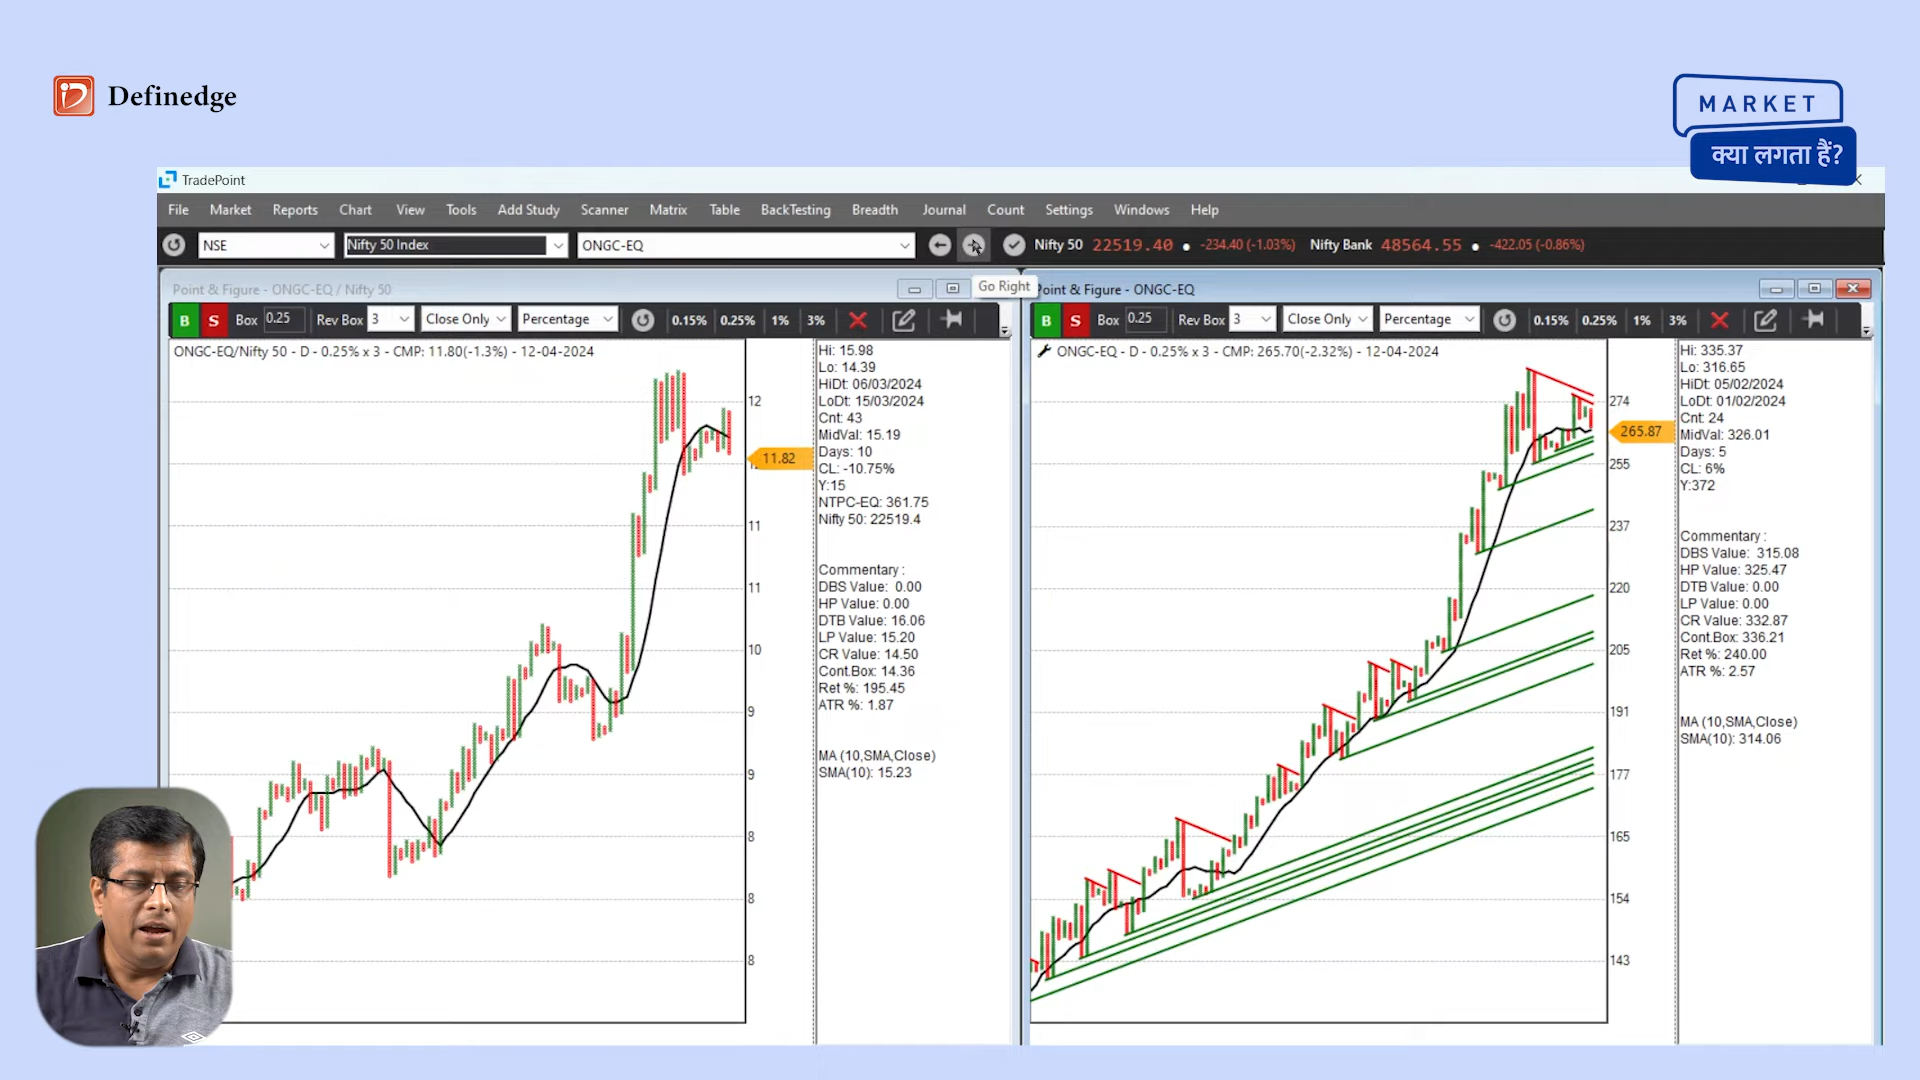 Definedge
MARKET
क्या लगता हैं?
TradePoint
File Market Reports Chart View Tools Add Study Scanner Matrix Table BackTesting Breadth Journal Count Settings Windows Help
NSE Nifty 50 Index ONGC-EQ Nifty 50 22519.40 -234.40 (-1.03%) Nifty Bank 48564.55 -422.05 (-0.86%)
Go Right
Point & Figure - ONGC-EQ / Nifty 50
B S Box 0.25 Rev Box 3 Close Only Percentage 0.15% 0.25% 1% 3%
ONGC-EQ/Nifty 50 - D - 0.25% x 3 - CMP: 11.80(-1.3%) - 12-04-2024
12
11.82
11
11
10
9
9
8
8
8
Hi: 15.98
Lo: 14.39
HiDt: 06/03/2024
LoDt: 15/03/2024
Cnt: 43
MidVal: 15.19
Days: 10
CL: -10.75%
Y:15
NTPC-EQ: 361.75
Nifty 50: 22519.4
Commentary :
DBS Value: 0.00
HP Value: 0.00
DTB Value: 16.06
LP Value: 15.20
CR Value: 14.50
Cont.Box: 14.36
Ret %: 195.45
ATR %: 1.87
MA (10,SMA,Close)
SMA(10): 15.23
Point & Figure - ONGC-EQ
B S Box 0.25 Rev Box 3 Close Only Percentage 0.15% 0.25% 1% 3%
ONGC-EQ - D - 0.25% x 3 - CMP: 265.70(-2.32%) - 12-04-2024
274
265.87
255
237
220
205
191
177
165
154
143
Hi: 335.37
Lo: 316.65
HiDt: 05/02/2024
LoDt: 01/02/2024
Cnt: 24
MidVal: 326.01
Days: 5
CL: 6%
Y:372
Commentary :
DBS Value: 315.08
HP Value: 325.47
DTB Value: 0.00
LP Value: 0.00
CR Value: 332.87
Cont.Box: 336.21
Ret %: 240.00
ATR %: 2.57
MA (10,SMA,Close)
SMA(10): 314.06